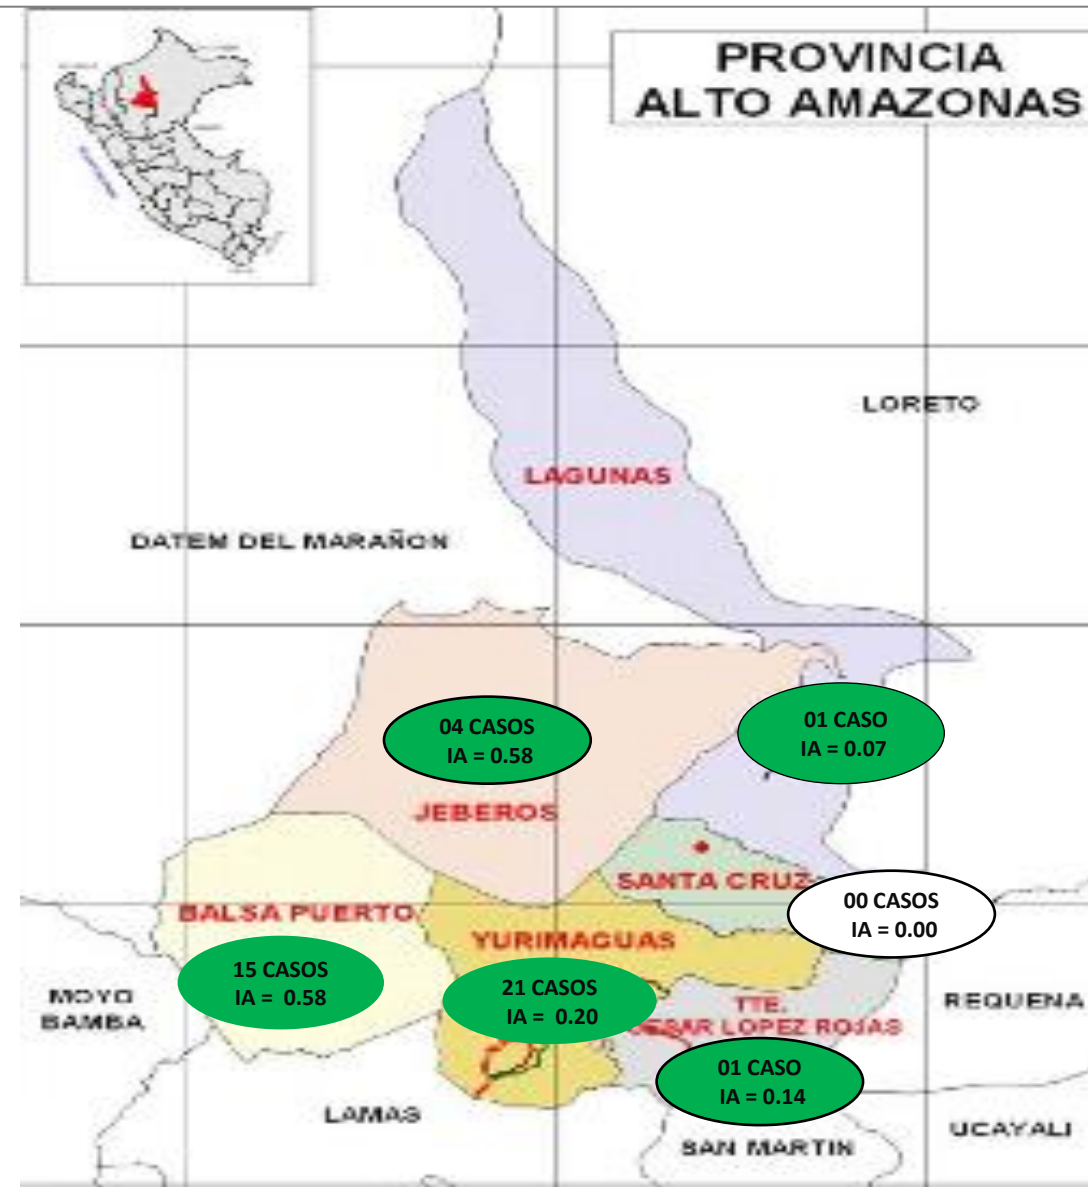 PROVINCIA
ALTO AMAZONAS
LORETO
LAGUNAS
DATEM DEL MARAÑON
04 CASOS
IA = 0.58
01 CASO
IA = 0.07
JEBEROS
SANTA CRUZ
00 CASOS
IA = 0.00
BALSA PUERTO
YURIMAGUAS
15 CASOS
IA = 0.58
21 CASOS
IA = 0.20
MOYO
BAMBA
TTE.
ESAR LOPEZ ROJAS
REQUENA
01 CASO
IA = 0.14
LAMAS
SAN MARTIN
UCAYALI